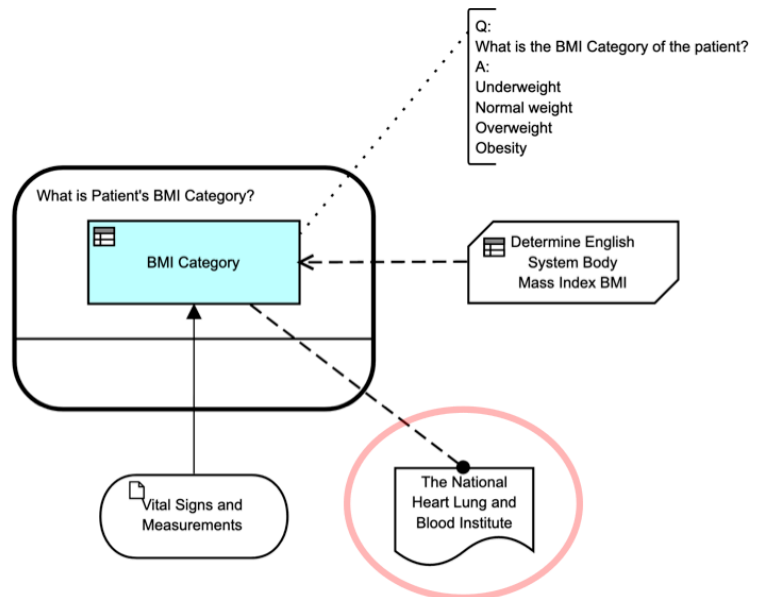 Q:
What is the BMI Category of the patient?
A:
Underweight
Normal weight
Overweight
Obesity
What is Patient's BMI Category?
BMI Category
Determine English
System Body
Mass Index BMI
Vital Signs and
Measurements
The National
Heart Lung and
Blood Institute